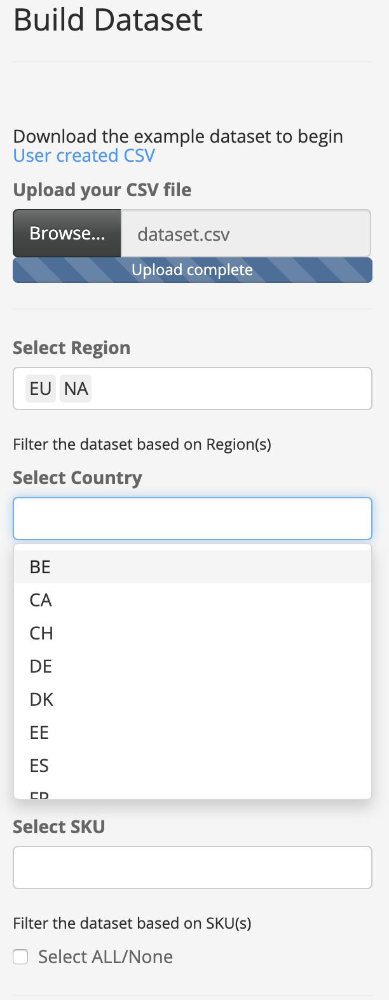 Build Dataset
Download the example dataset to begin
User created CSV
Upload your CSV file
Browse... dataset.csv
Upload complete
Select Region
EU NA
Filter the dataset based on Region(s)
Select Country
BE
CA
CH
DE
DK
EE
ES
Select SKU
Filter the dataset based on SKU(s)
Select ALL/None